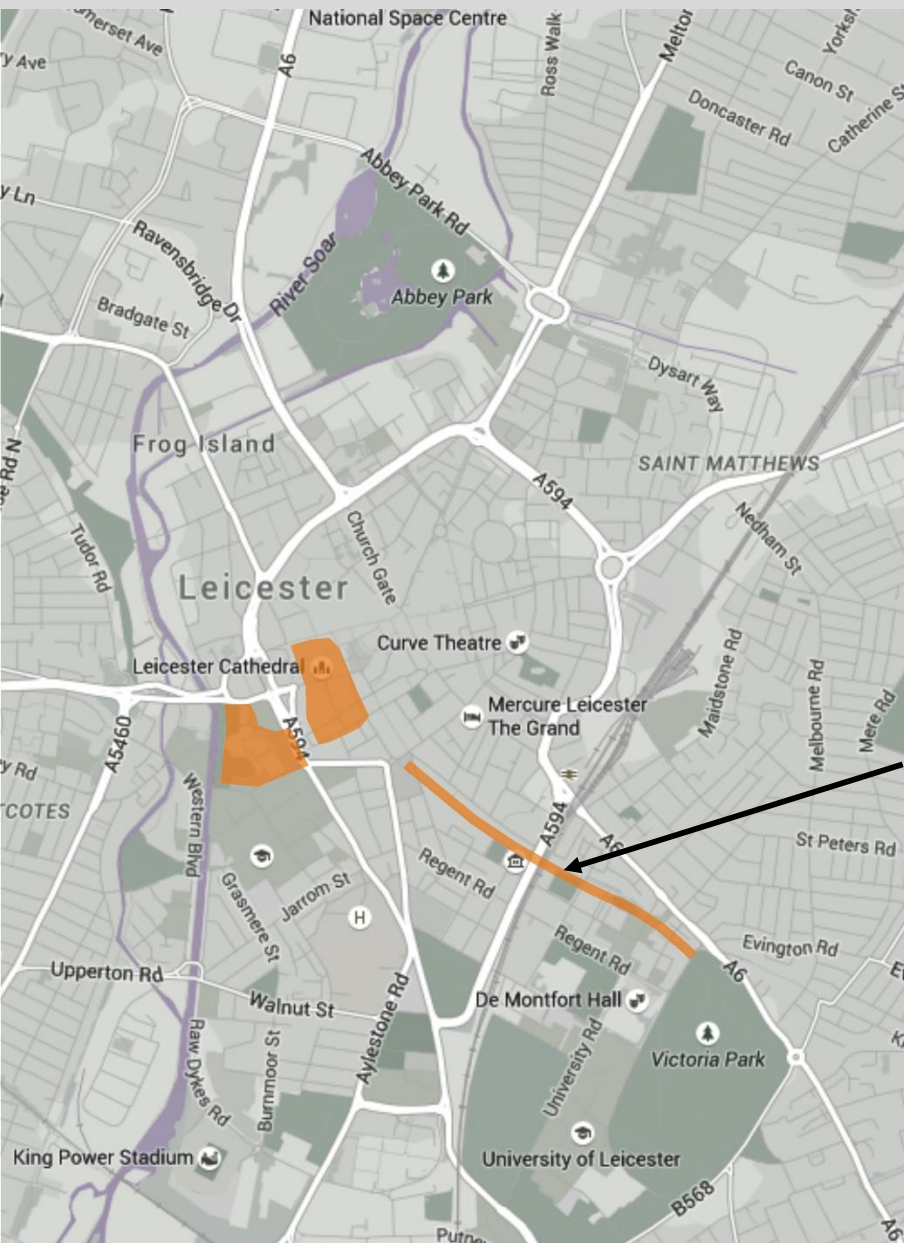 National Space Centre
A6
Ross Walk
Melton
Canon St
Catherine St
Doncaster Rd
Abbey Park Rd
Ravensbridge Dr
River Soar
Abbey Park
Bradgate St
Dysart Way
Frog Island
SAINT MATTHEWS
A594
Nedham St
Tudor Rd
Church Gate
Leicester
Curve Theatre
Leicester Cathedral
Maidstone Rd
Melbourne Rd
Mere Rd
Mercure Leicester
The Grand
A5460
A594
Western Blvd
A594
A6
St Peters Rd
Regent Rd
Grasmere St
Jarrom St
H
Regent Rd
Evington Rd
A6
Upperton Rd
Walnut St
Aylestone Rd
De Montfort Hall
Victoria Park
University Rd
Raw Dykes Rd
Burnmoor St
King Power Stadium
University of Leicester
B568
A6